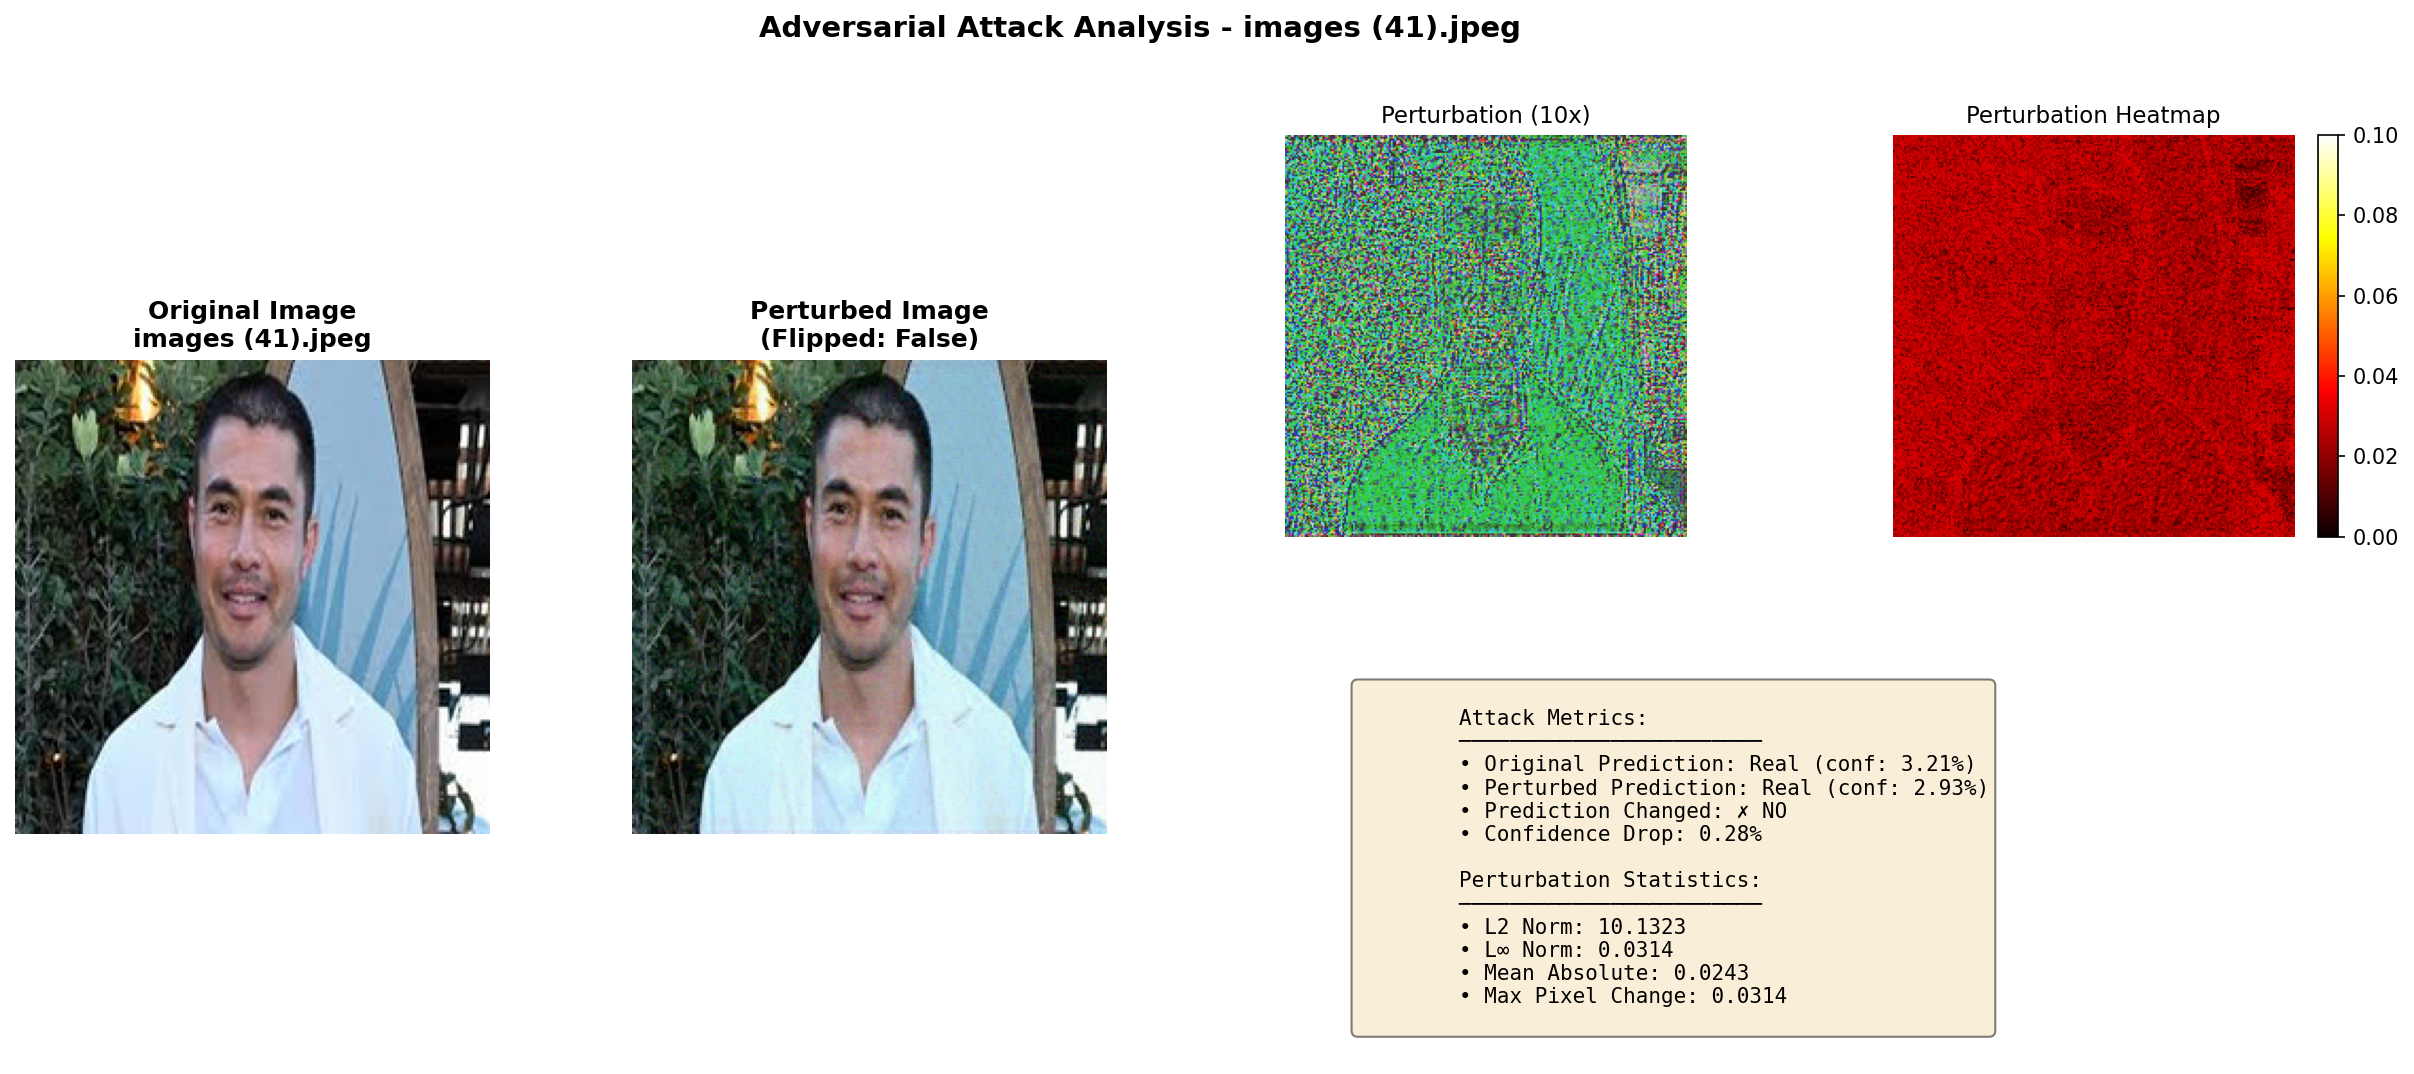 Adversarial Attack Analysis - images (41).jpeg
Original Image
images (41).jpeg
Perturbed Image
(Flipped: False)
Perturbation (10x)
Perturbation Heatmap
0.10
0.08
0.06
0.04
0.02
0.00
Attack Metrics:
• Original Prediction: Real (conf: 3.21%)
• Perturbed Prediction: Real (conf: 2.93%)
• Prediction Changed: ✗ NO
• Confidence Drop: 0.28%
Perturbation Statistics:
• L2 Norm: 10.1323
• L∞ Norm: 0.0314
• Mean Absolute: 0.0243
• Max Pixel Change: 0.0314